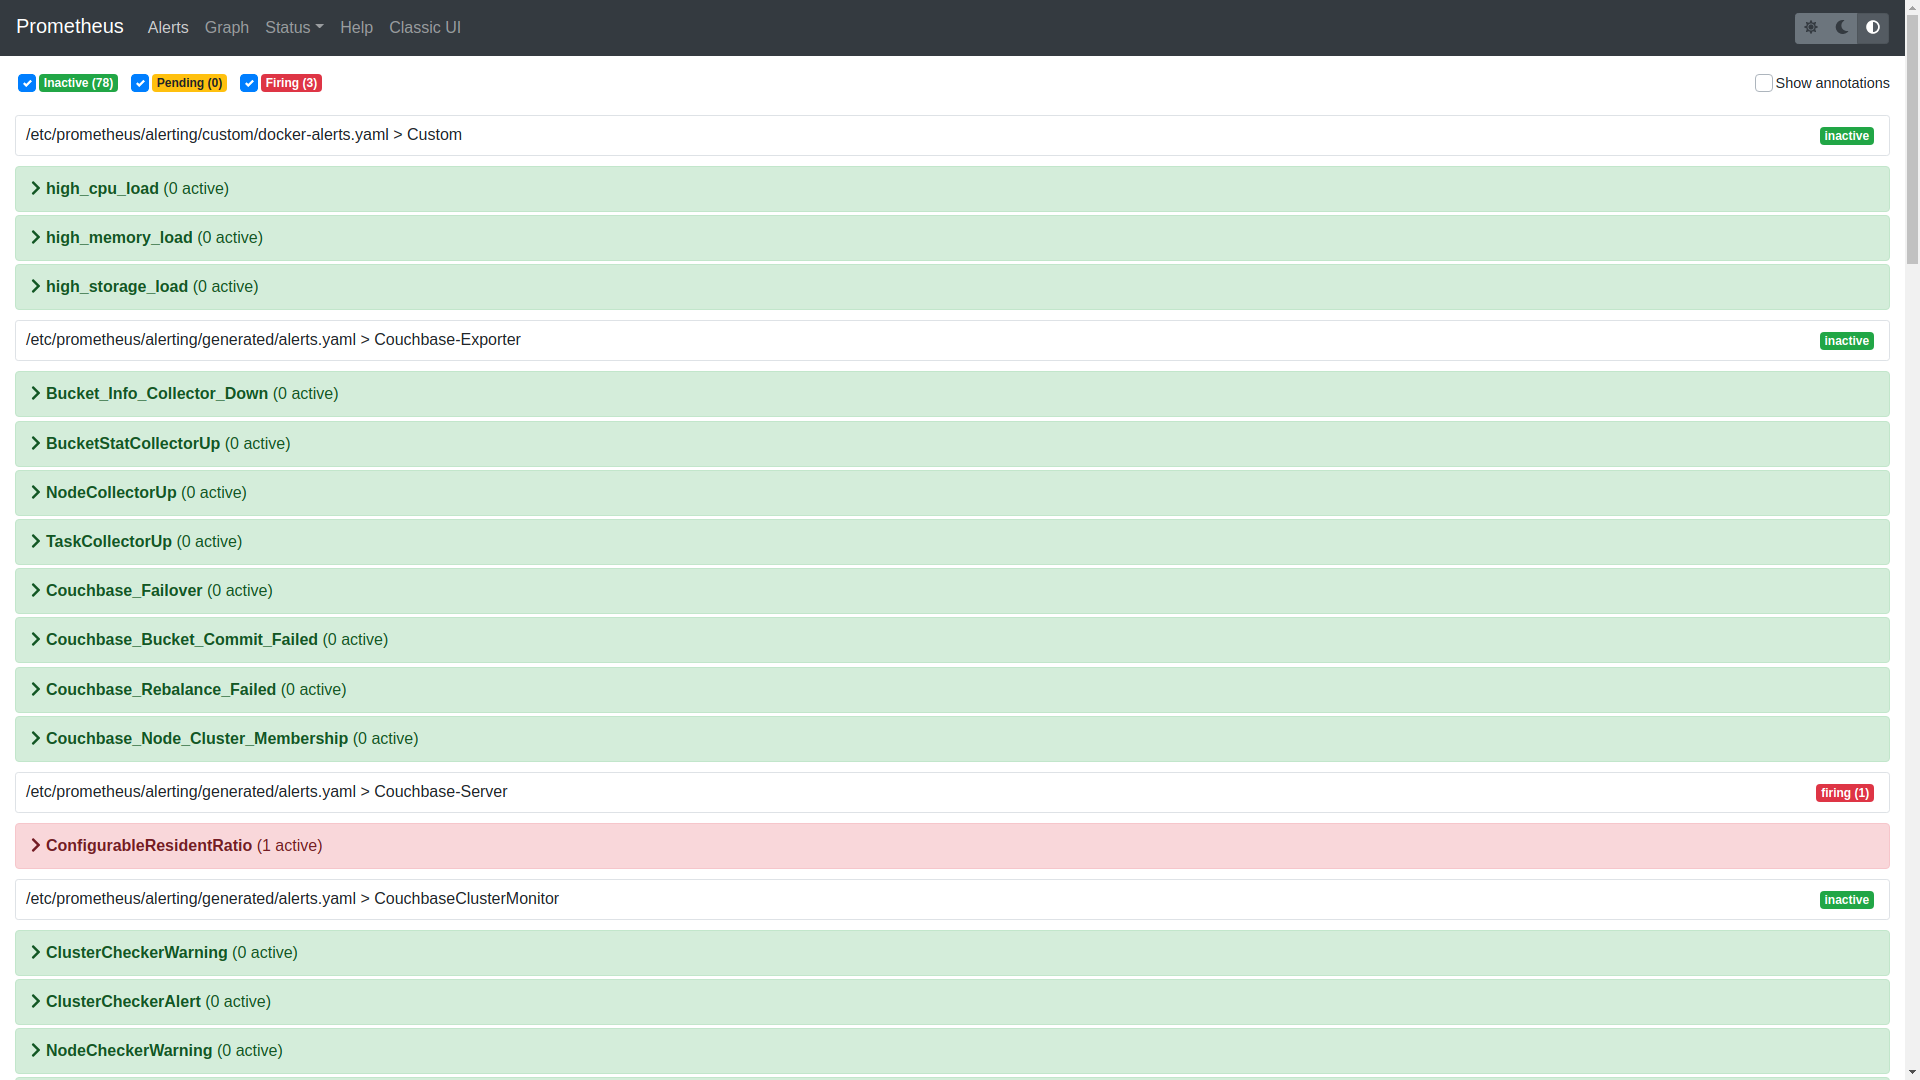 Prometheus Alerts Graph Status Help Classic UI
Inactive (78) Pending (0) Firing (3) Show annotations
/etc/prometheus/alerting/custom/docker-alerts.yaml > Custom inactive
high_cpu_load (0 active)
high_memory_load (0 active)
high_storage_load (0 active)
/etc/prometheus/alerting/generated/alerts.yaml > Couchbase-Exporter inactive
Bucket_Info_Collector_Down (0 active)
BucketStatCollectorUp (0 active)
NodeCollectorUp (0 active)
TaskCollectorUp (0 active)
Couchbase_Failover (0 active)
Couchbase_Bucket_Commit_Failed (0 active)
Couchbase_Rebalance_Failed (0 active)
Couchbase_Node_Cluster_Membership (0 active)
/etc/prometheus/alerting/generated/alerts.yaml > Couchbase-Server firing (1)
ConfigurableResidentRatio (1 active)
/etc/prometheus/alerting/generated/alerts.yaml > CouchbaseClusterMonitor inactive
ClusterCheckerWarning (0 active)
ClusterCheckerAlert (0 active)
NodeCheckerWarning (0 active)